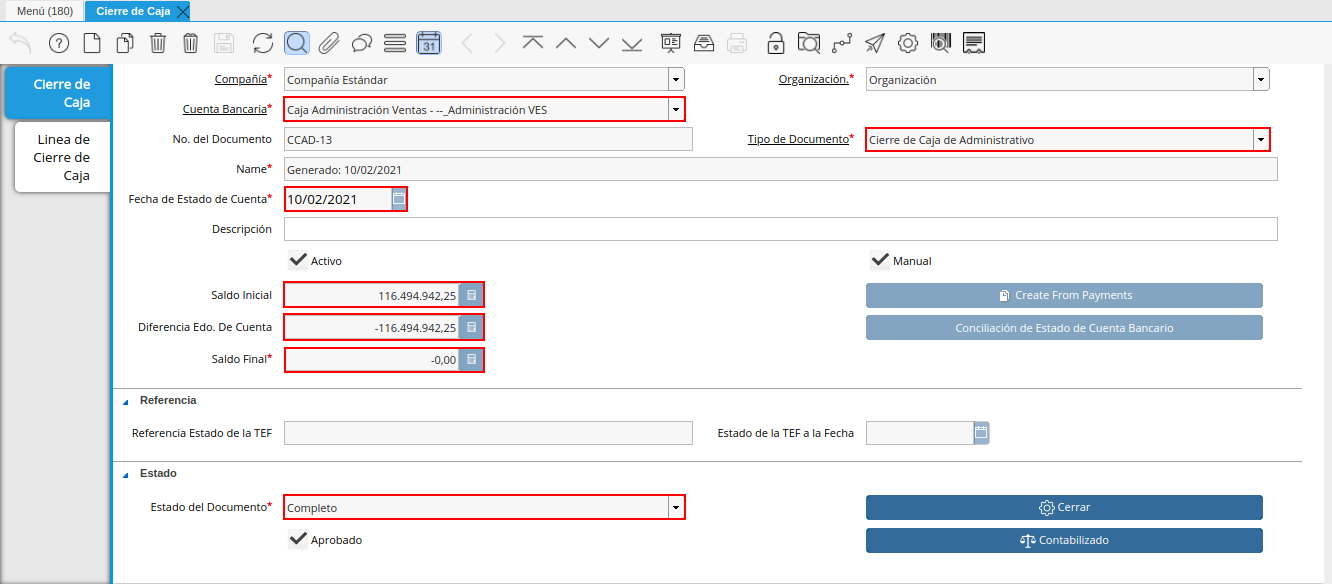 Menú (180)
Cierre de Caja
31
Cierre de
Caja
Linea de
Cierre de
Caja
Compañía*
Compañía Estándar
Organización.*
Organización
Cuenta Bancaria*
Caja Administración Ventas - --_Administración VES
No. del Documento
CCAD-13
Tipo de Documento*
Cierre de Caja de Administrativo
Name*
Generado: 10/02/2021
Fecha de Estado de Cuenta*
10/02/2021
Descripción
Activo
Manual
Saldo Inicial
116.494.942,25
Create From Payments
Diferencia Edo. De Cuenta
-116.494.942,25
Conciliación de Estado de Cuenta Bancario
Saldo Final*
-0,00
Referencia
Referencia Estado de la TEF
Estado de la TEF a la Fecha
Estado
Estado del Documento*
Completo
Cerrar
Aprobado
Contabilizado